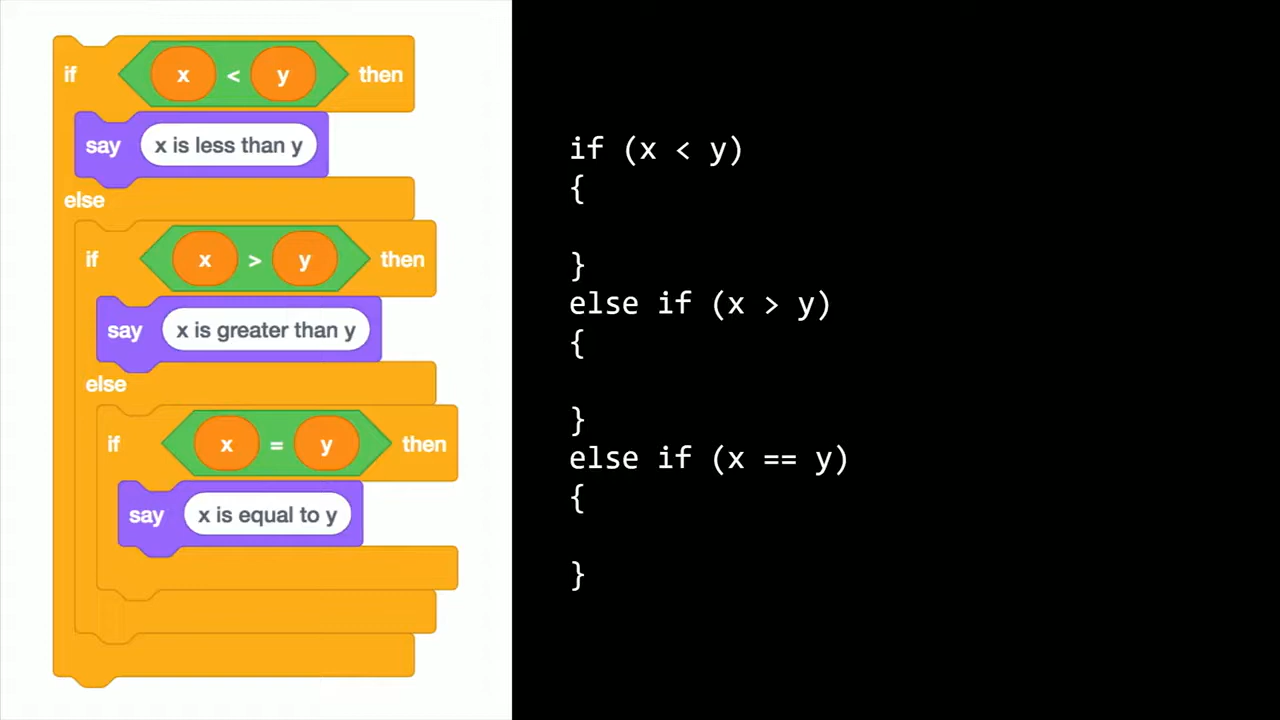 if x < y then
say x is less than y
else
if x > y then
say x is greater than y
else
if x = y then
say x is equal to y
if (x < y)
{
}
else if (x > y)
{
}
else if (x == y)
{
}